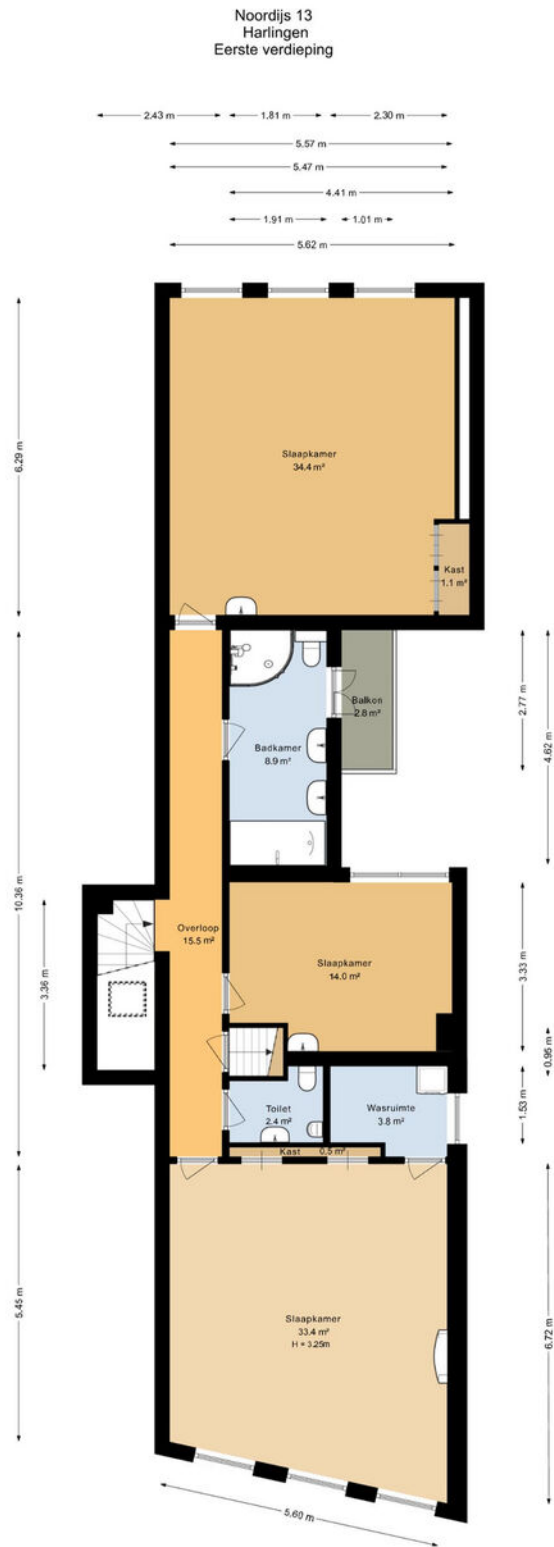 Noordijs 13
Harlingen
Eerste verdieping
2.43 m
1.81 m
2.30 m
5.57 m
5.47 m
4.41 m
1.91 m
1.01 m
5.62 m
6.29 m
Slaapkamer
34.4 m²
Kast
1.1 m²
10.36 m
2.77 m
4.62 m
Balkon
2.8 m²
Badkamer
8.9 m²
3.36 m
Overloop
15.5 m²
Slaapkamer
14.0 m²
3.33 m
0.95 m
1.53 m
Toilet
2.4 m²
Wasruimte
3.8 m²
Kast 0.5 m²
5.45 m
Slaapkamer
33.4 m²
H = 3.25m
6.72 m
5.60 m